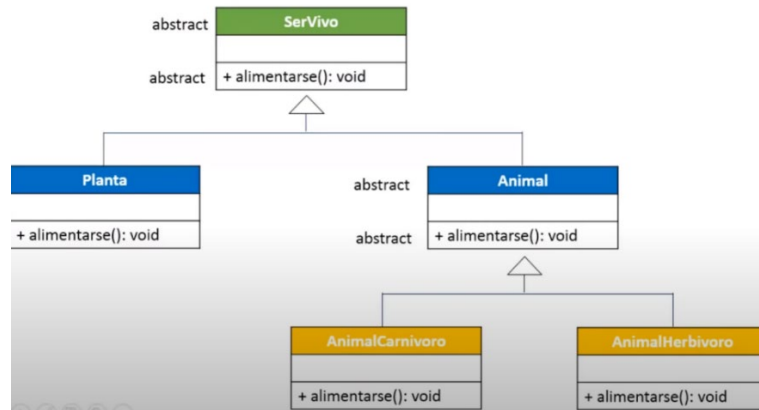 abstract
SerVivo
abstract
+ alimentarse(): void
Planta
+ alimentarse(): void
abstract
Animal
abstract
+ alimentarse(): void
AnimalCarnivoro
+ alimentarse(): void
AnimalHerbivoro
+ alimentarse(): void